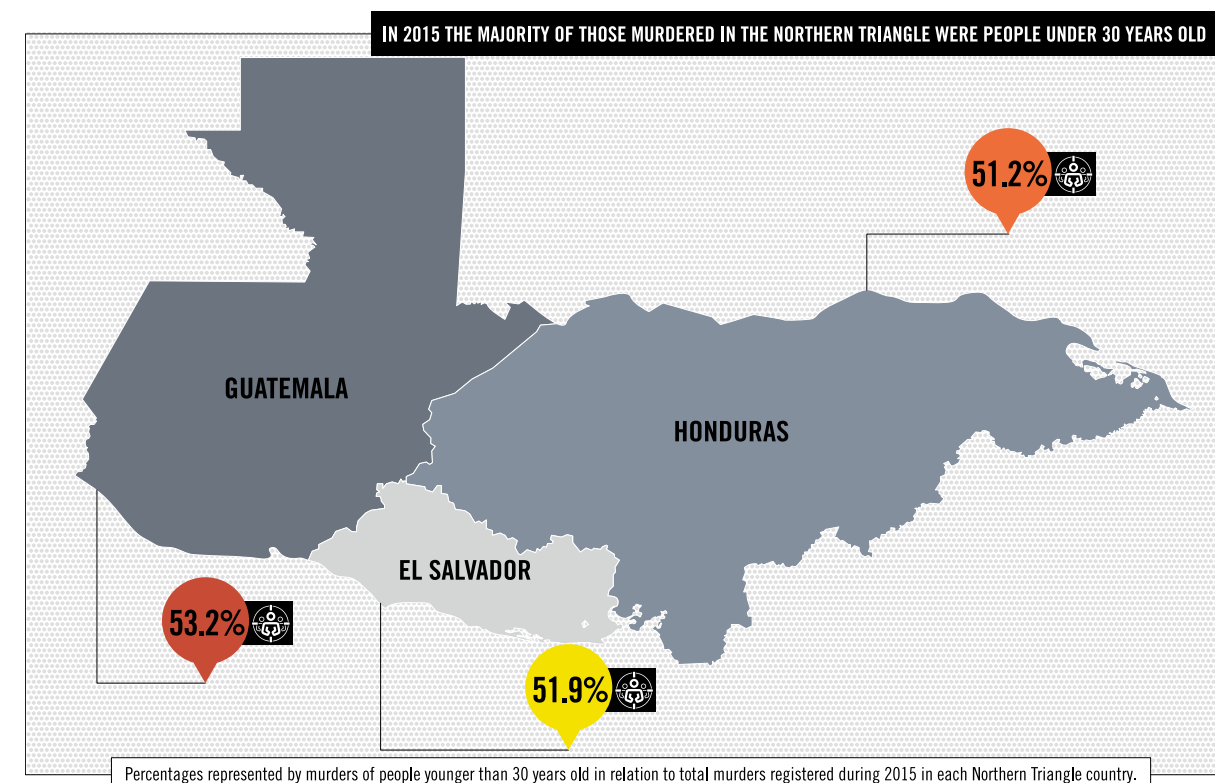 IN 2015 THE MAJORITY OF THOSE MURDERED IN THE NORTHERN TRIANGLE WERE PEOPLE UNDER 30 YEARS OLD
51.2%
GUATEMALA
HONDURAS
EL SALVADOR
53.2%
51.9%
Percentages represented by murders of people younger than 30 years old in relation to total murders registered during 2015 in each Northern Triangle country.